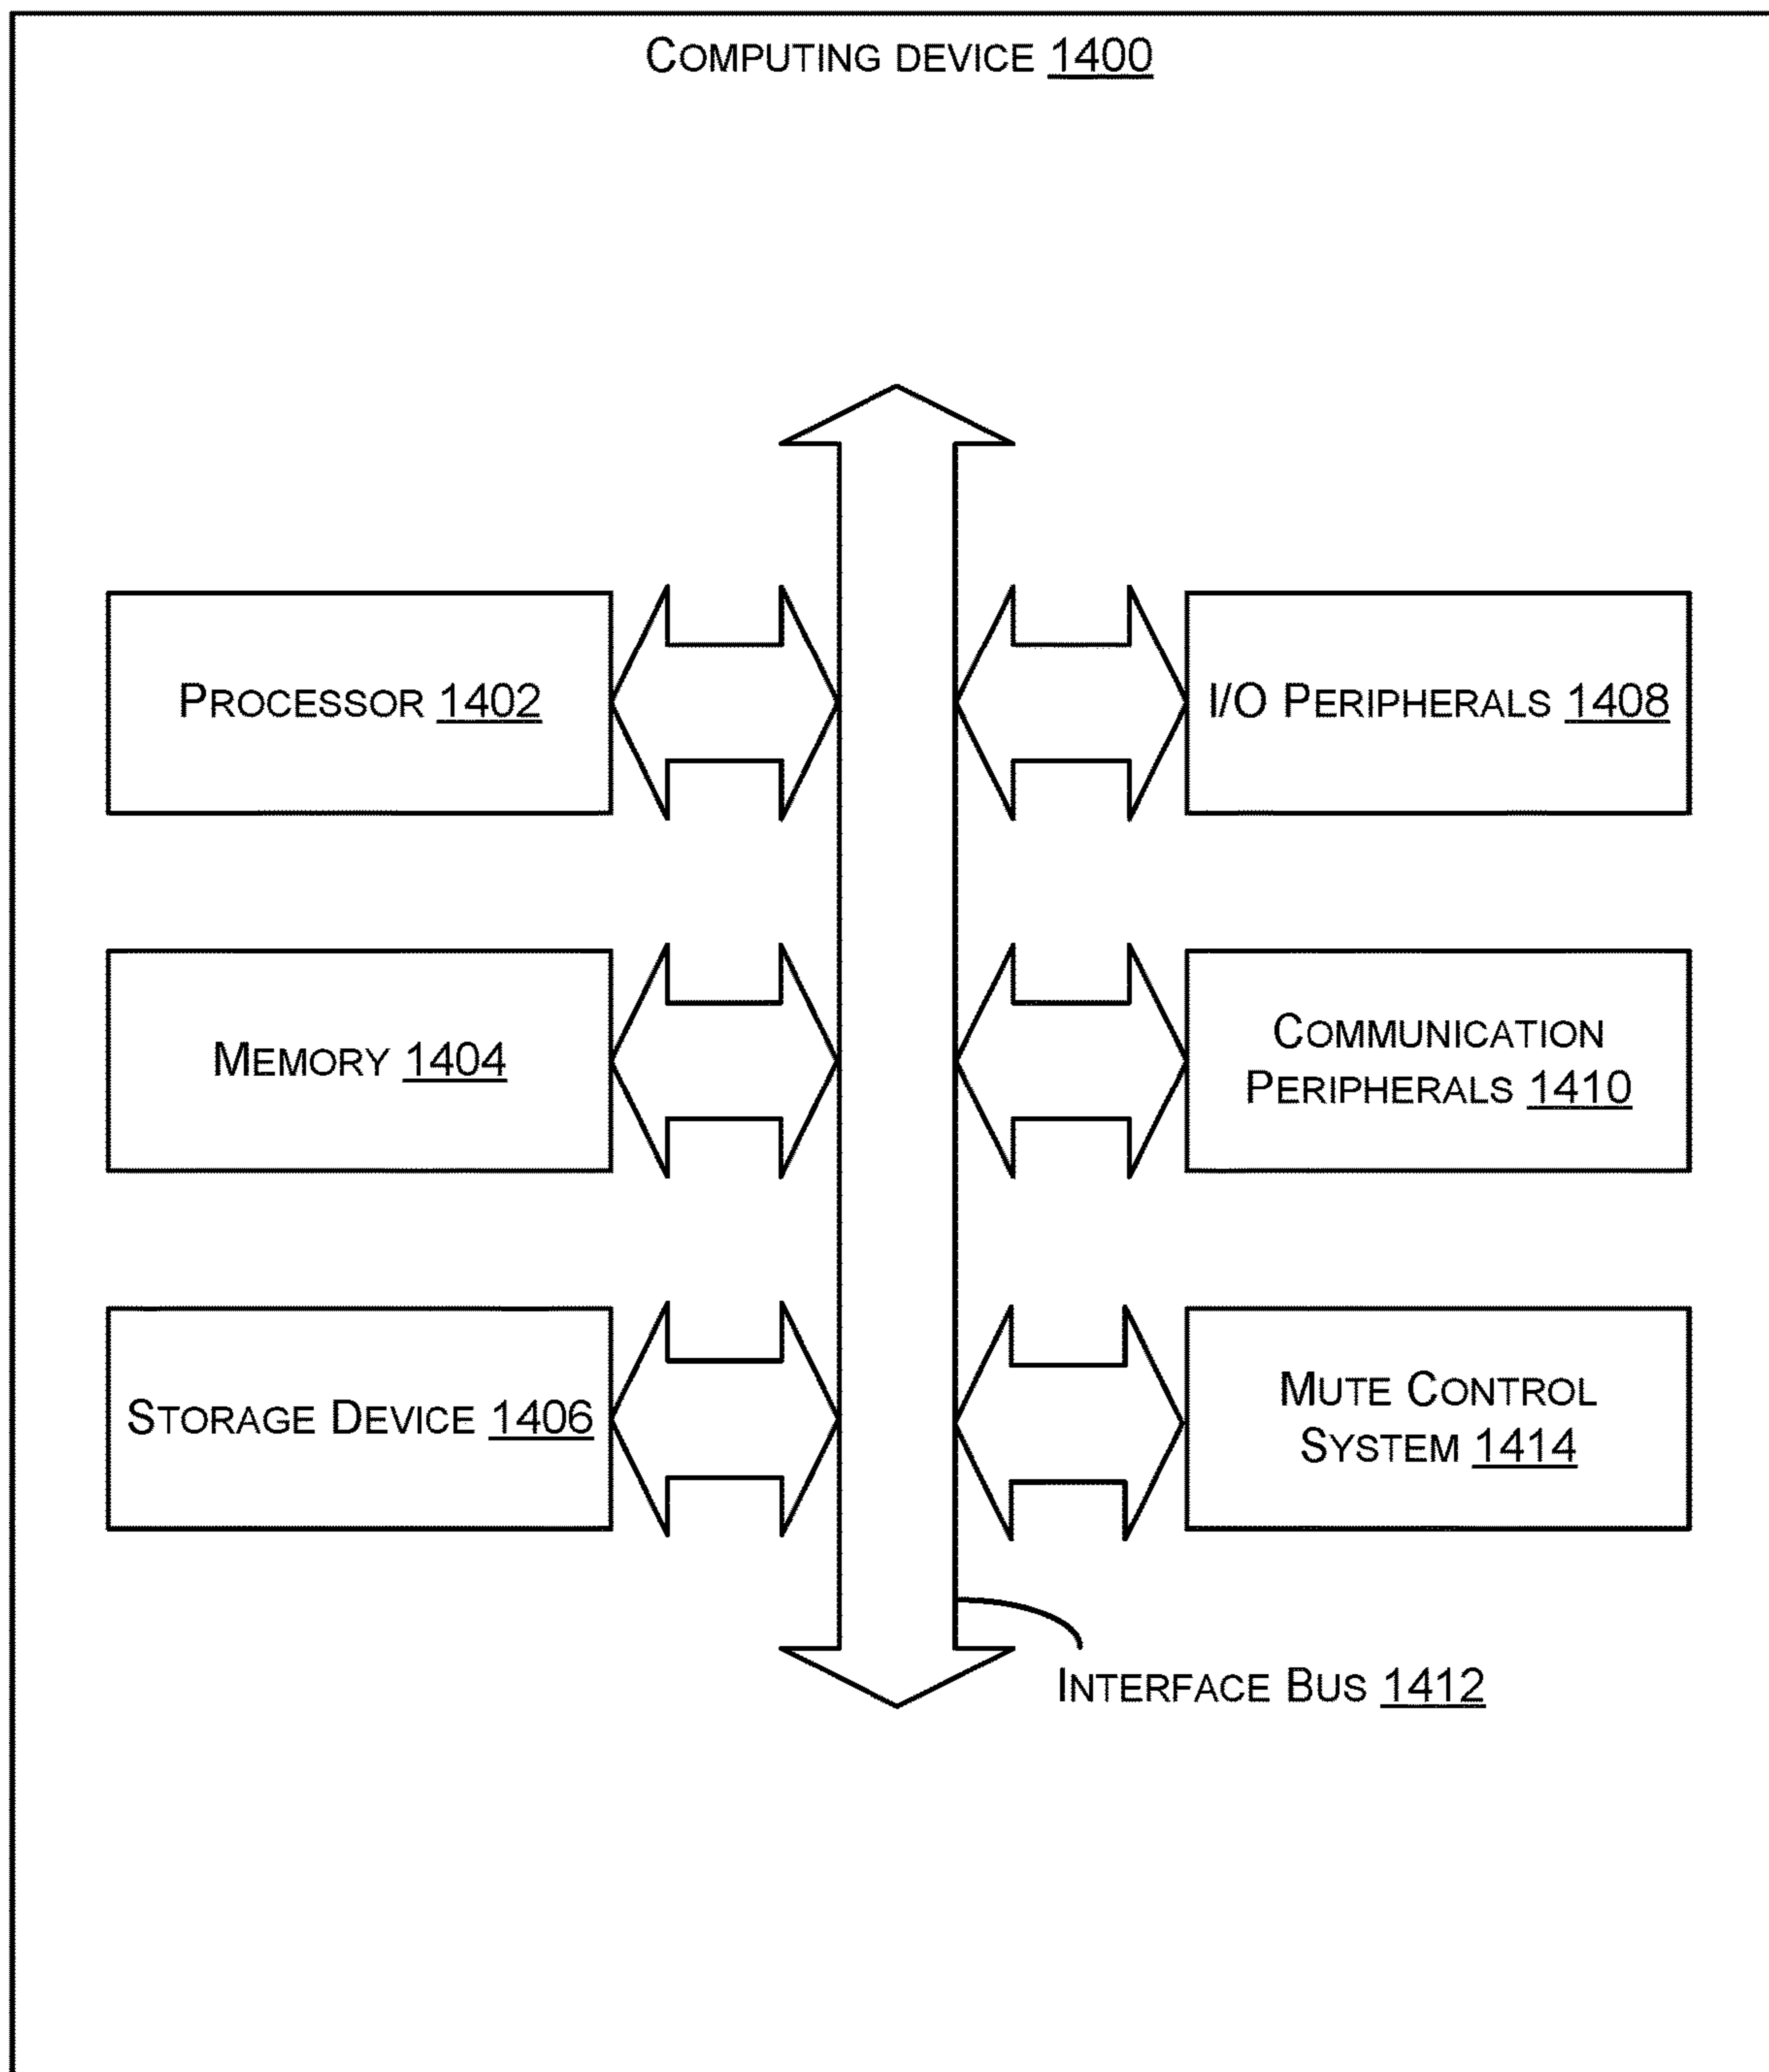 COMPUTING DEVICE 1400
PROCESSOR 1402
I/O PERIPHERALS 1408
MEMORY 1404
COMMUNICATION
PERIPHERALS 1410
STORAGE DEVICE 1406
MUTE CONTROL
SYSTEM 1414
INTERFACE BUS 1412